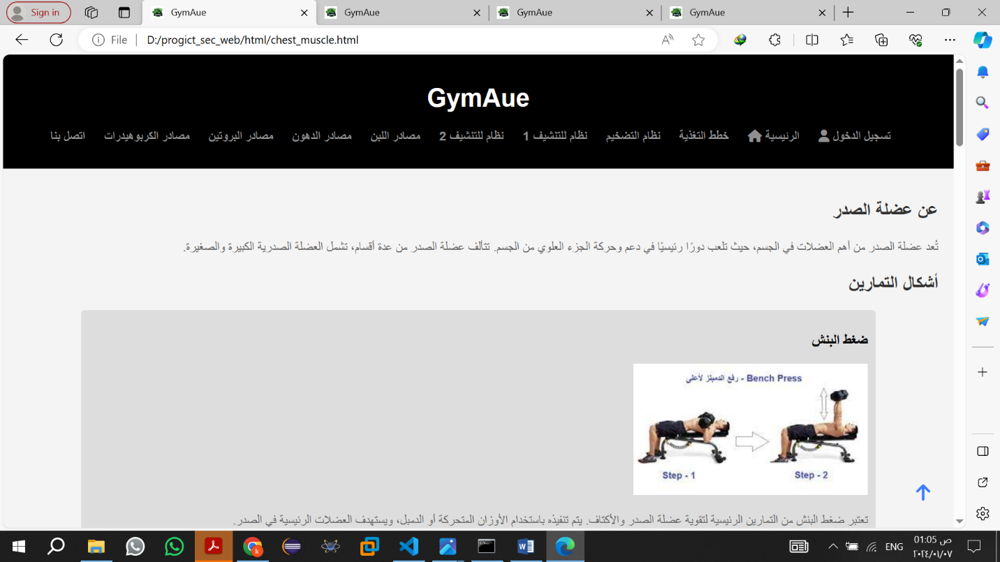 Sign in
GymAue
GymAue
GymAue
GymAue
File
D:/progict_sec_web/html/chest_muscle.html
GymAue
تسجيل الدخول الرئيسية خطط التغذية نظام التضخيم نظام للتنشيف 1 نظام للتنشيف 2 مصادر اللبن مصادر الدهون مصادر البروتين مصادر الكربوهيدرات اتصل بنا
عن عضلة الصدر
تُعد عضلة الصدر من أهم العضلات في الجسم، حيث تلعب دورًا رئيسيًا في دعم وحركة الجزء العلوي من الجسم. تتألف عضلة الصدر من عدة أقسام، تشمل العضلة الصدرية الكبيرة والصغيرة.
أشكال التمارين
ضغط البنش
Bench Press - رفع الدمبلز لأعلى
Step - 1
Step - 2
تعتبر ضغط البنش من التمارين الرئيسية لتقوية عضلة الصدر والأكتاف. يتم تنفيذه باستخدام الأوزان المتحركة أو الدمبل، ويستهدف العضلات الرئيسية في الصدر.
ENG
01:05 ص
٢٠٢٤/٠١/٠٧